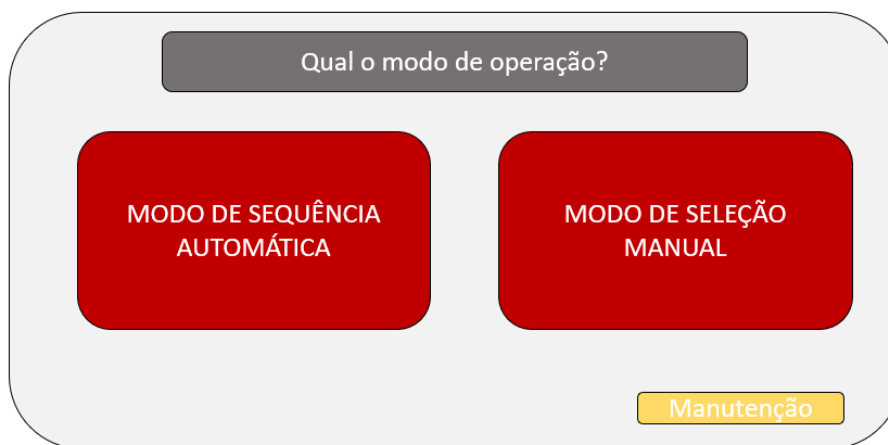 Qual o modo de operação?
MODO DE SEQUÊNCIA
AUTOMÁTICA
MODO DE SELEÇÃO
MANUAL
Manutenção